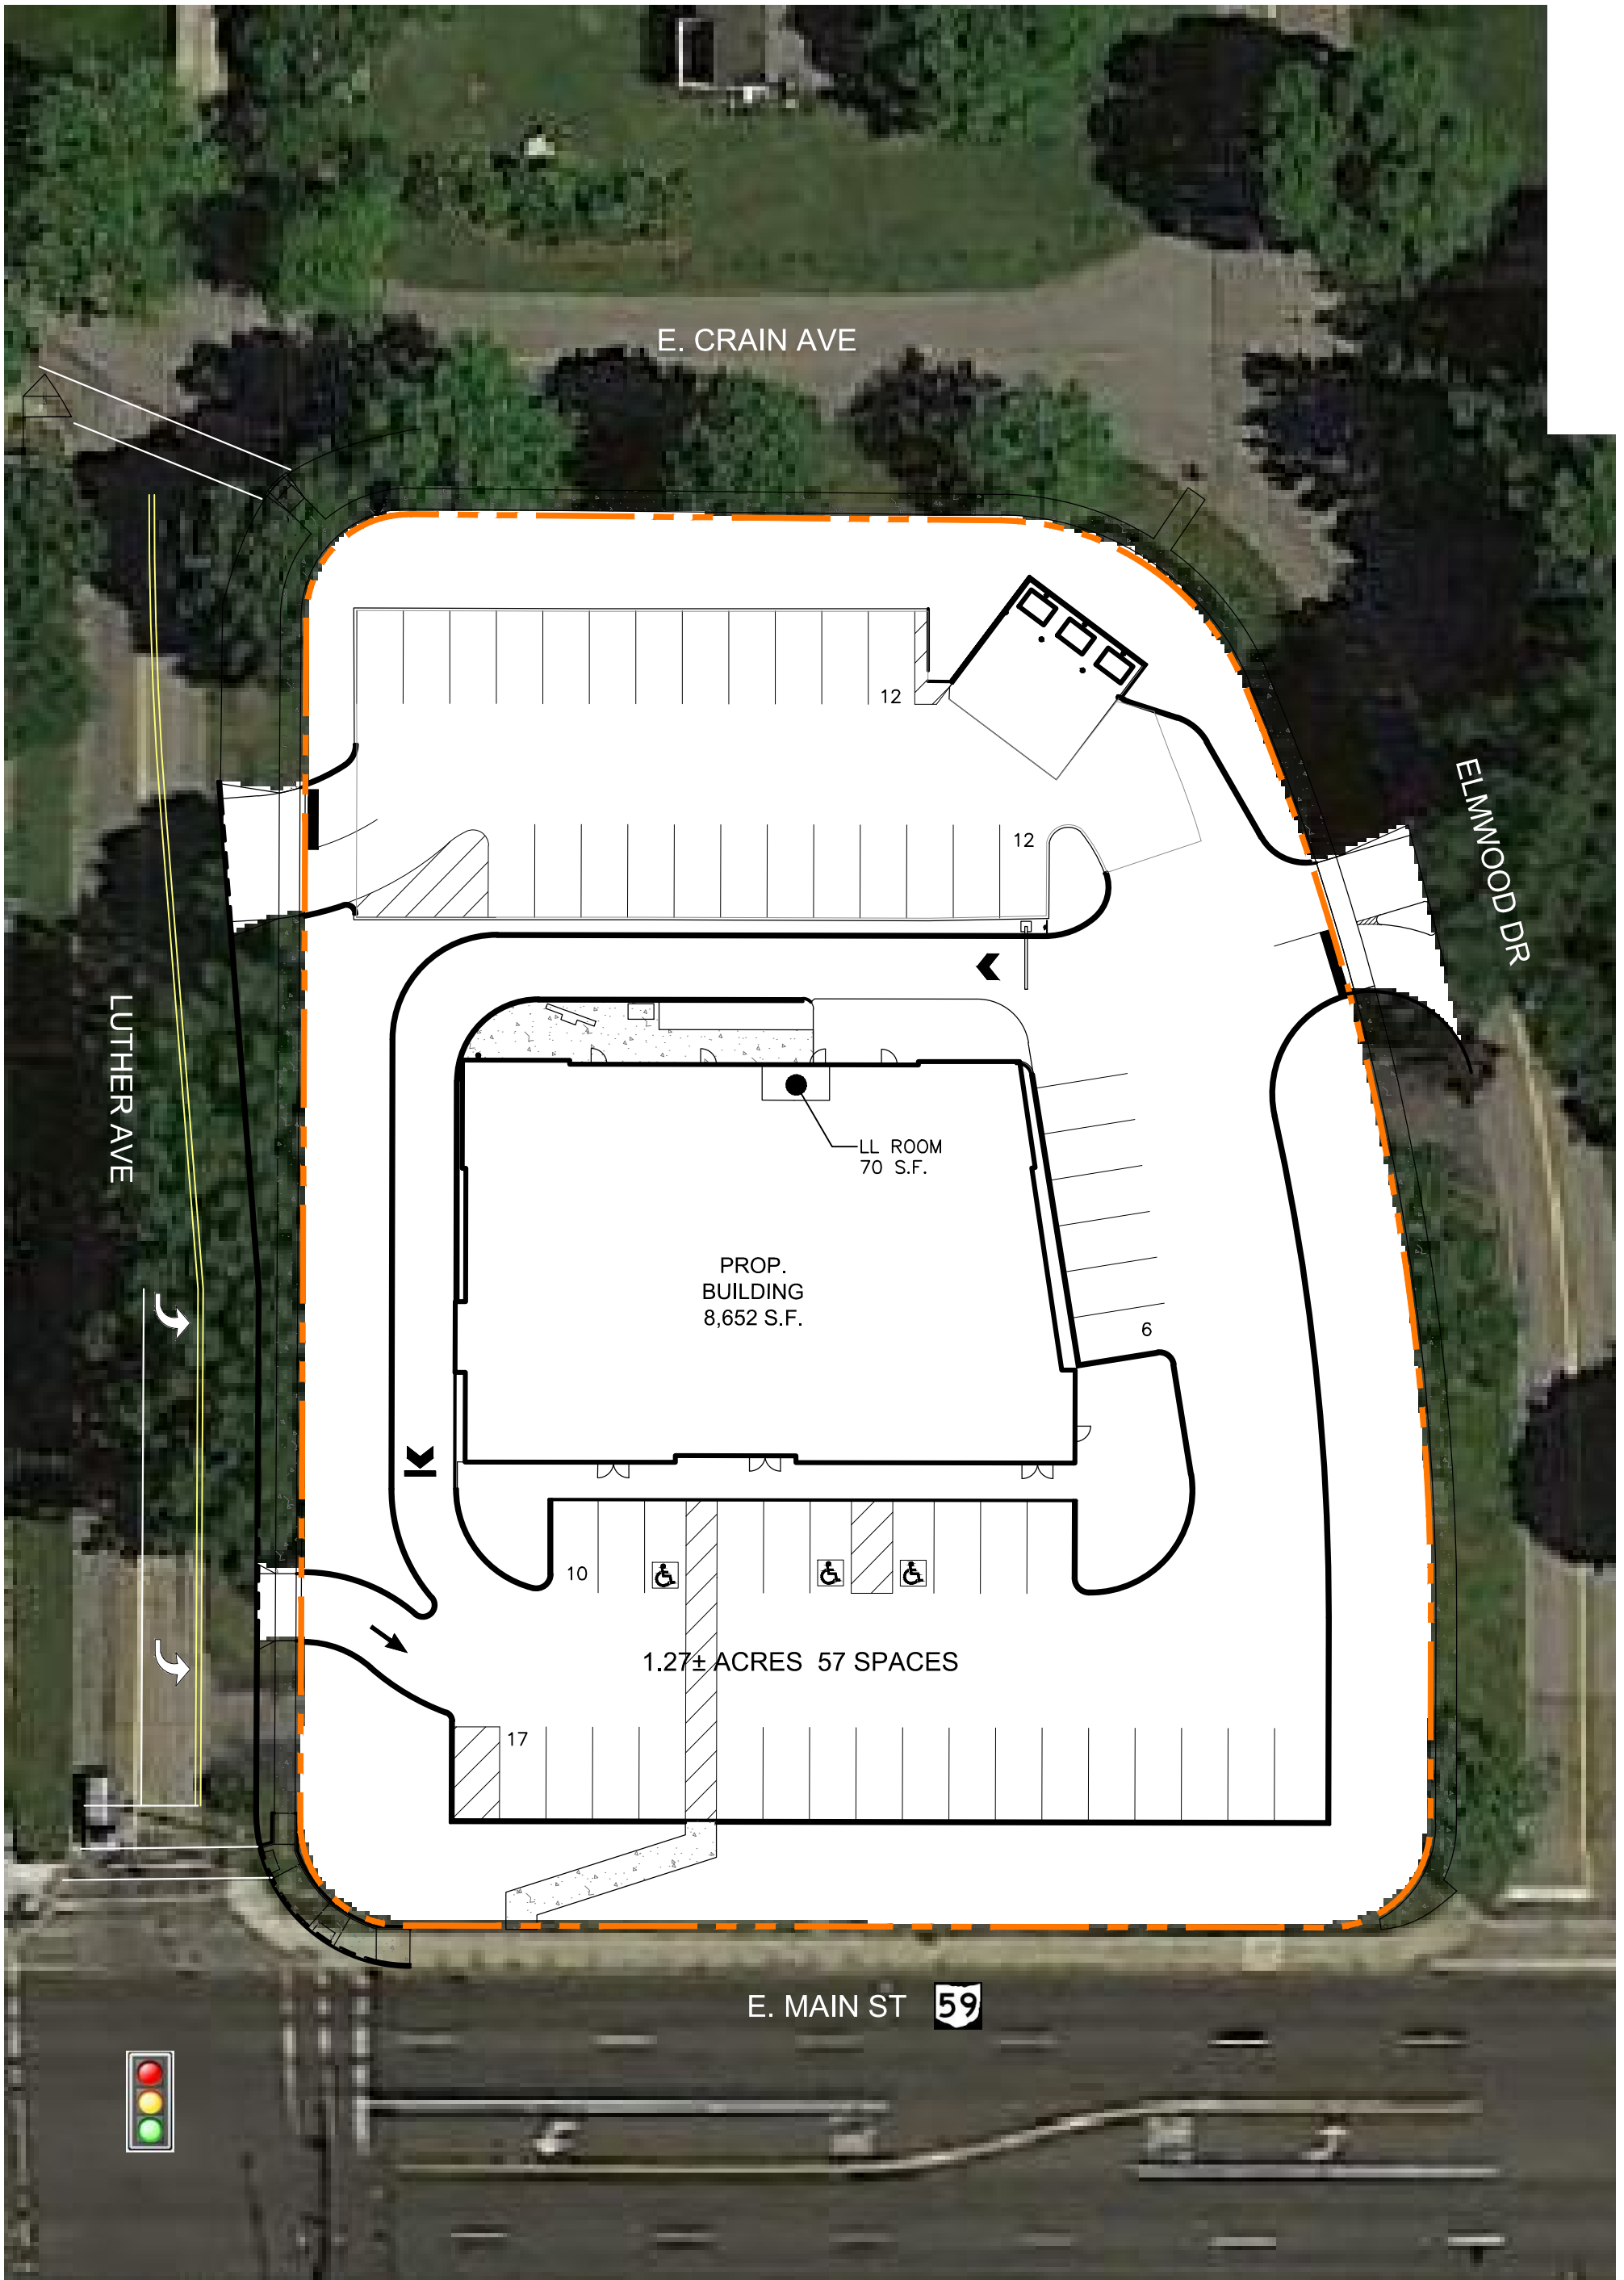 E. CRAIN AVE
12
12
ELMWOOD DR
LUTHER AVE
LL ROOM
70 S.F.
PROP.
BUILDING
8,652 S.F.
6
10
1.27± ACRES 57 SPACES
17
E. MAIN ST
59